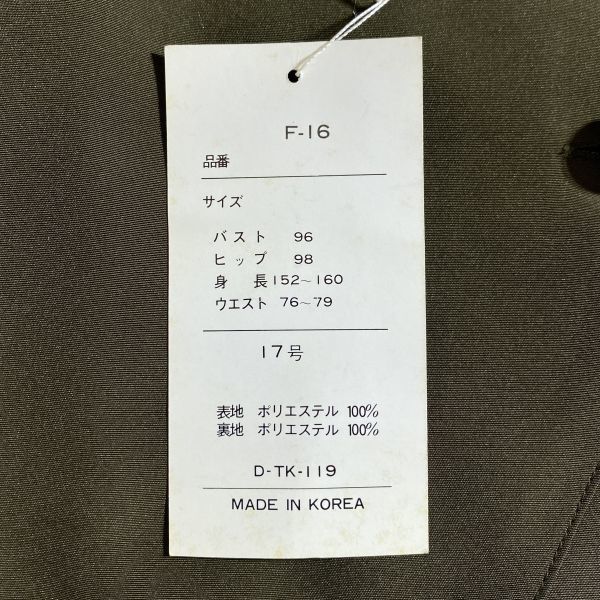 F-16
品番
サイズ
バスト 96
ヒップ 98
身 長 152～160
ウエスト 76～79
17号
表地 ポリエステル 100%
裏地 ポリエステル 100%
D-TK-119
MADE IN KOREA